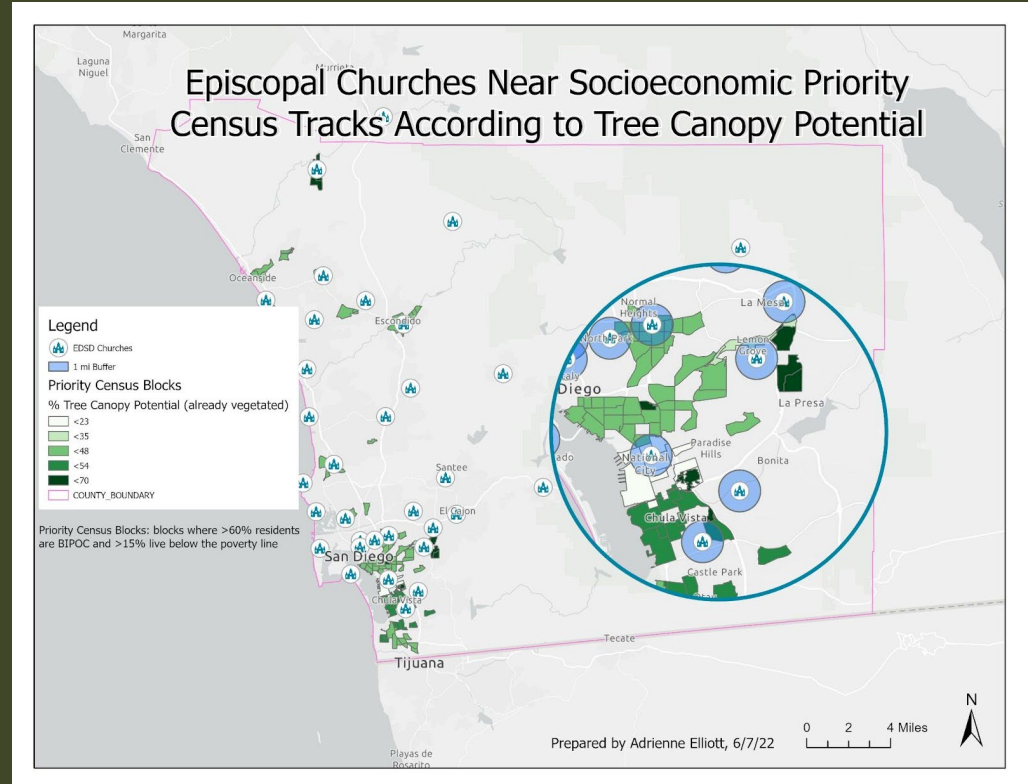 Margarita
Laguna
Niguel
Murrieta
Episcopal Churches Near Socioeconomic Priority
Census Tracks According to Tree Canopy Potential
San
Clemente
Oceanside
Escondido
Legend
EDSD Churches
1 mi Buffer
Priority Census Blocks
% Tree Canopy Potential (already vegetated)
<23
<35
<48
<54
<70
COUNTY_BOUNDARY
Priority Census Blocks: blocks where >60% residents
are BIPOC and >15% live below the poverty line
Santee
El Cajon
San Diego
Chula Vista
Tijuana
Normal
Heights
La Mesa
North Park
Lemon
Grove
Diego
La Presa
Paradise
Hills
National
City
Bonita
Chula Vista
Castle Park
Tecate
Playas de
Rosarito
Prepared by Adrienne Elliott, 6/7/22
0 2 4 Miles
N